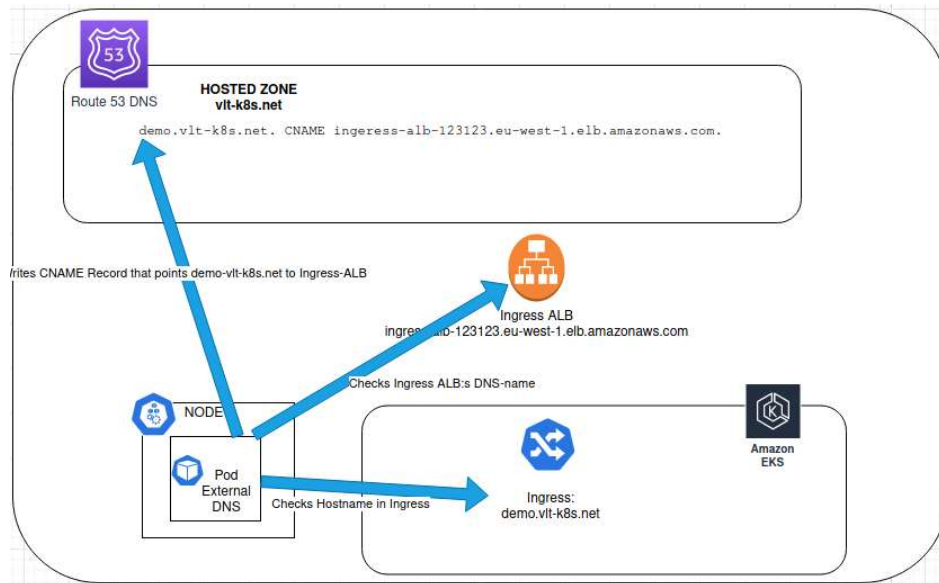 53
Route 53 DNS
HOSTED ZONE
vlt-k8s.net
demo.vlt-k8s.net. CNAME ingeress-alb-123123.eu-west-1.elb.amazonaws.com.
CNAME Record that points demo-vlt-k8s.net to Ingress-ALB
Ingress ALB
123123.eu-west-1.elb.amazonaws.com
Checks Ingress ALB:s DNS-name
NODE
Pod
External
DNS
Checks Hostname in Ingress
Ingress:
demo.vlt-k8s.net
K
Amazon
EKS